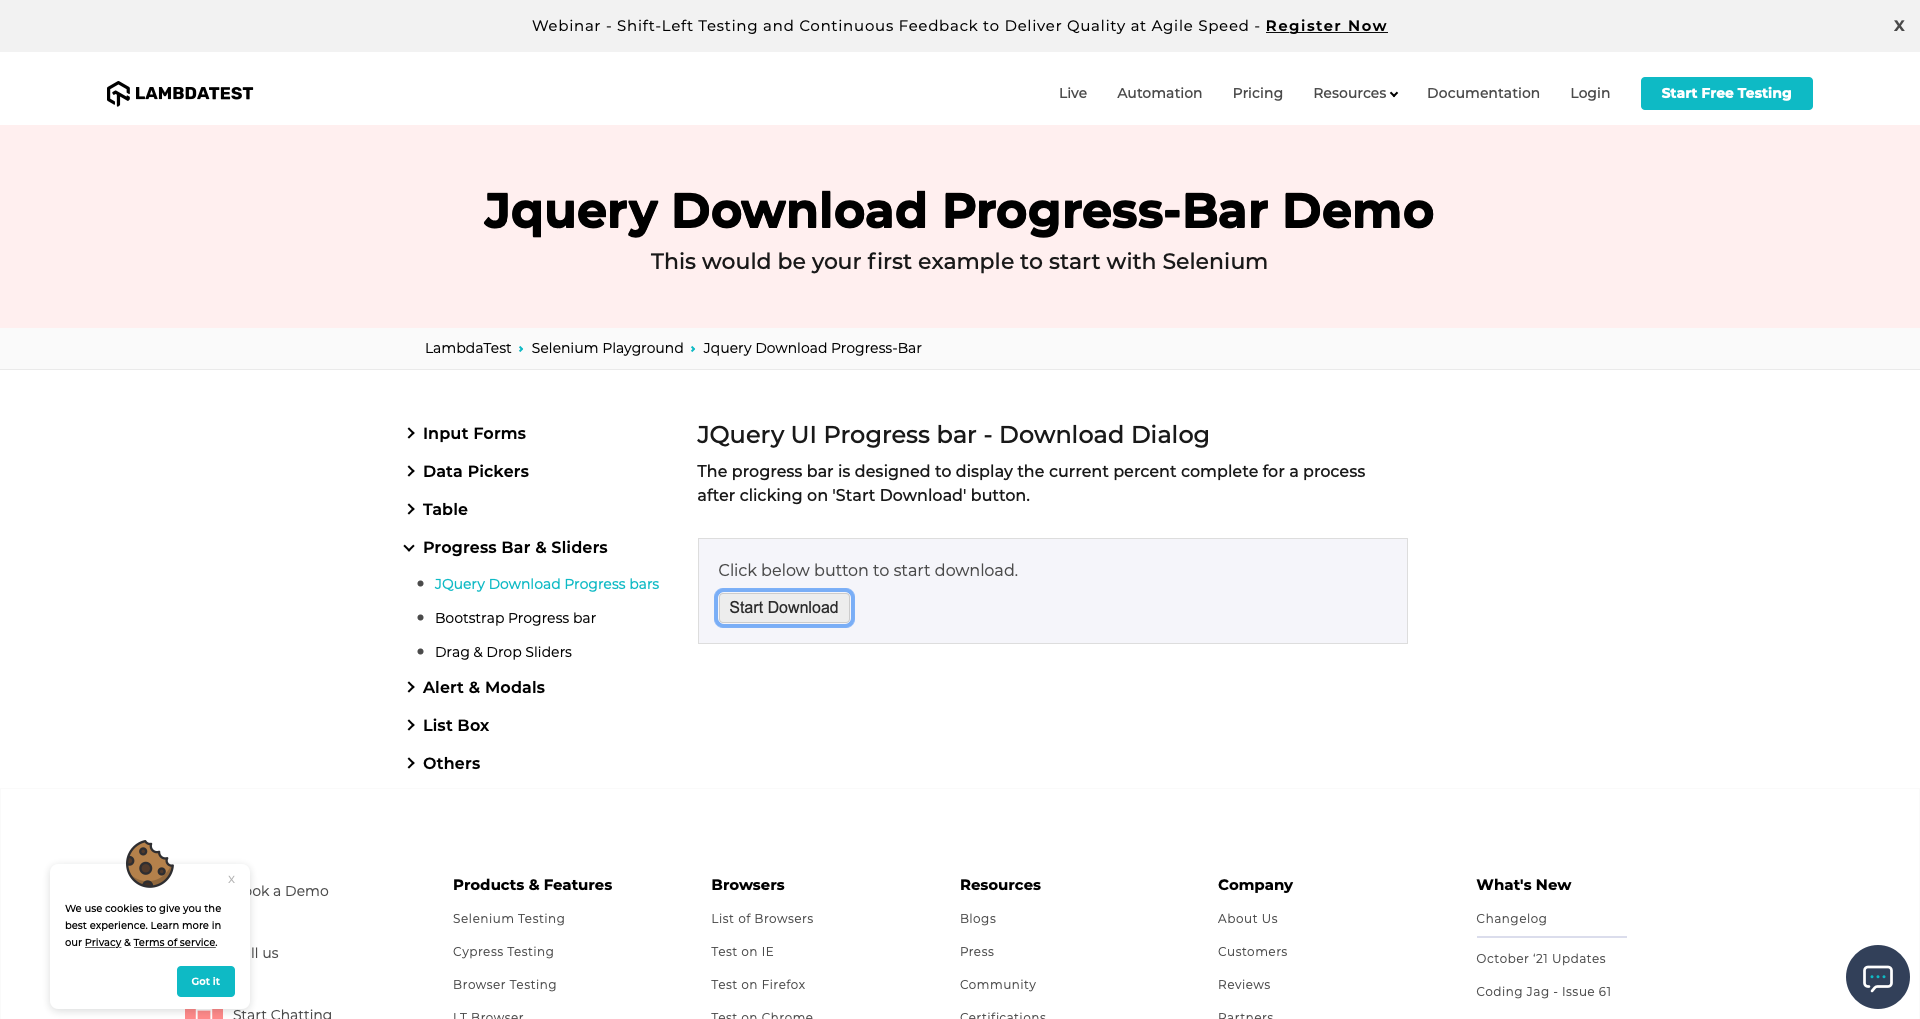 Webinar - Shift-Left Testing and Continuous Feedback to Deliver Quality at Agile Speed - Register Now
X
LAMBDATEST
Live
Automation
Pricing
Resources
Documentation
Login
Start Free Testing
Jquery Download Progress-Bar Demo
This would be your first example to start with Selenium
LambdaTest › Selenium Playground › Jquery Download Progress-Bar
Input Forms
Data Pickers
Table
Progress Bar & Sliders
JQuery Download Progress bars
Bootstrap Progress bar
Drag & Drop Sliders
Alert & Modals
List Box
Others
JQuery UI Progress bar - Download Dialog
The progress bar is designed to display the current percent complete for a process
after clicking on 'Start Download' button.
Click below button to start download.
Start Download
x
We use cookies to give you the
best experience. Learn more in
our Privacy & Terms of service.
Got it
a Demo
us
Start Chatting
Products & Features
Selenium Testing
Cypress Testing
Browser Testing
LT Browser
Browsers
List of Browsers
Test on IE
Test on Firefox
Test on Chrome
Resources
Blogs
Press
Community
Certifications
Company
About Us
Customers
Reviews
Partners
What's New
Changelog
October ‘21 Updates
Coding Jag - Issue 61